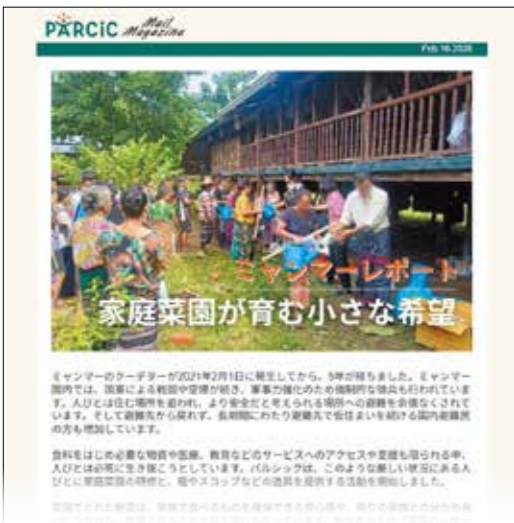 PARCIC Mail Magazine
Feb.16.2026
ミャンマーレポート
家庭菜園が育む小さな希望
ミャンマーのクーデターが2021年2月1日に発生してから、5年が経ちました。ミャンマー
国内では、国軍による戦闘や空爆が続き、軍事力強化のため強制的な徴兵も行われていま
す。人びとは住む場所を追われ、より安全だと考えられる場所への避難を余儀なくされて
います。そして避難先から戻れず、長期間にわたり避難先で仮住まいを続ける国内避難民
の方も増加しています。
食料をはじめ必要な物資や医療、教育などのサービスへのアクセスや支援も限られる中、
人びとは必死に生き抜こうとしています。パルシックは、このような厳しい状況にある人
びとに家庭菜園の研修と、種やスコップなどの道具を提供する活動を開始しました。